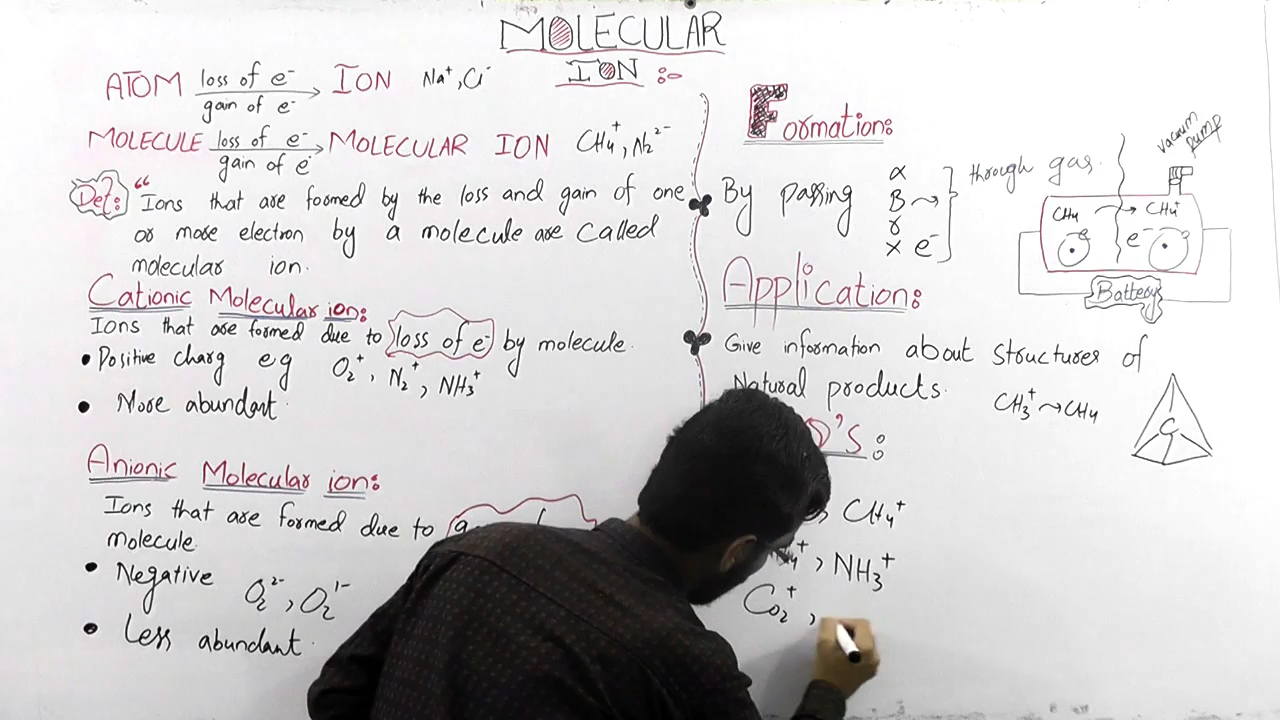 MOLECULAR
ION :-
ATOM loss of e⁻ / gain of e⁻ → ION Na⁺, Cl⁻
MOLECULE loss of e⁻ / gain of e⁻ → MOLECULAR ION CH4⁺, N2²⁻
Def: “Ions that are formed by the loss and gain of one
or more electron by a molecule are called
molecular ion.
Cationic Molecular ion:
Ions that are formed due to loss of e⁻ by molecule.
• Positive charg eg O2⁺, N2⁺, NH3⁺
• More abundant.
Anionic Molecular ion:
Ions that are formed due to
molecule.
• Negative O2²⁻, O2¹⁻
• Less abundant.
Formation:
By passing α B γ x e⁻ → through gas.
vacuum
pump
CH4 → CH4⁺
e e⁻ e
Battery
Application:
Give information about structures of
Natural products. CH3⁺ → CH4
C
D'S:
, CH4⁺
⁺, NH3⁺
Co2⁺,